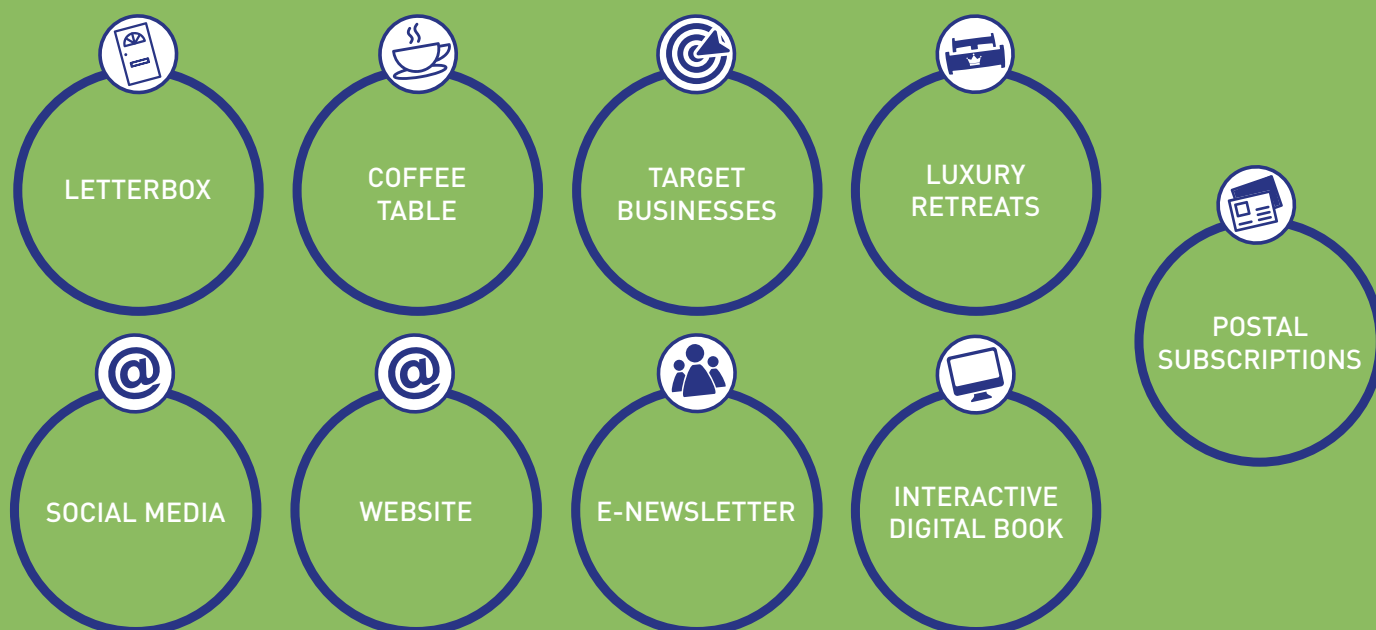 LETTERBOX
COFFEE
TABLE
TARGET
BUSINESSES
LUXURY
RETREATS
POSTAL
SUBSCRIPTIONS
@
SOCIAL MEDIA
@
WEBSITE
E-NEWSLETTER
INTERACTIVE
DIGITAL BOOK